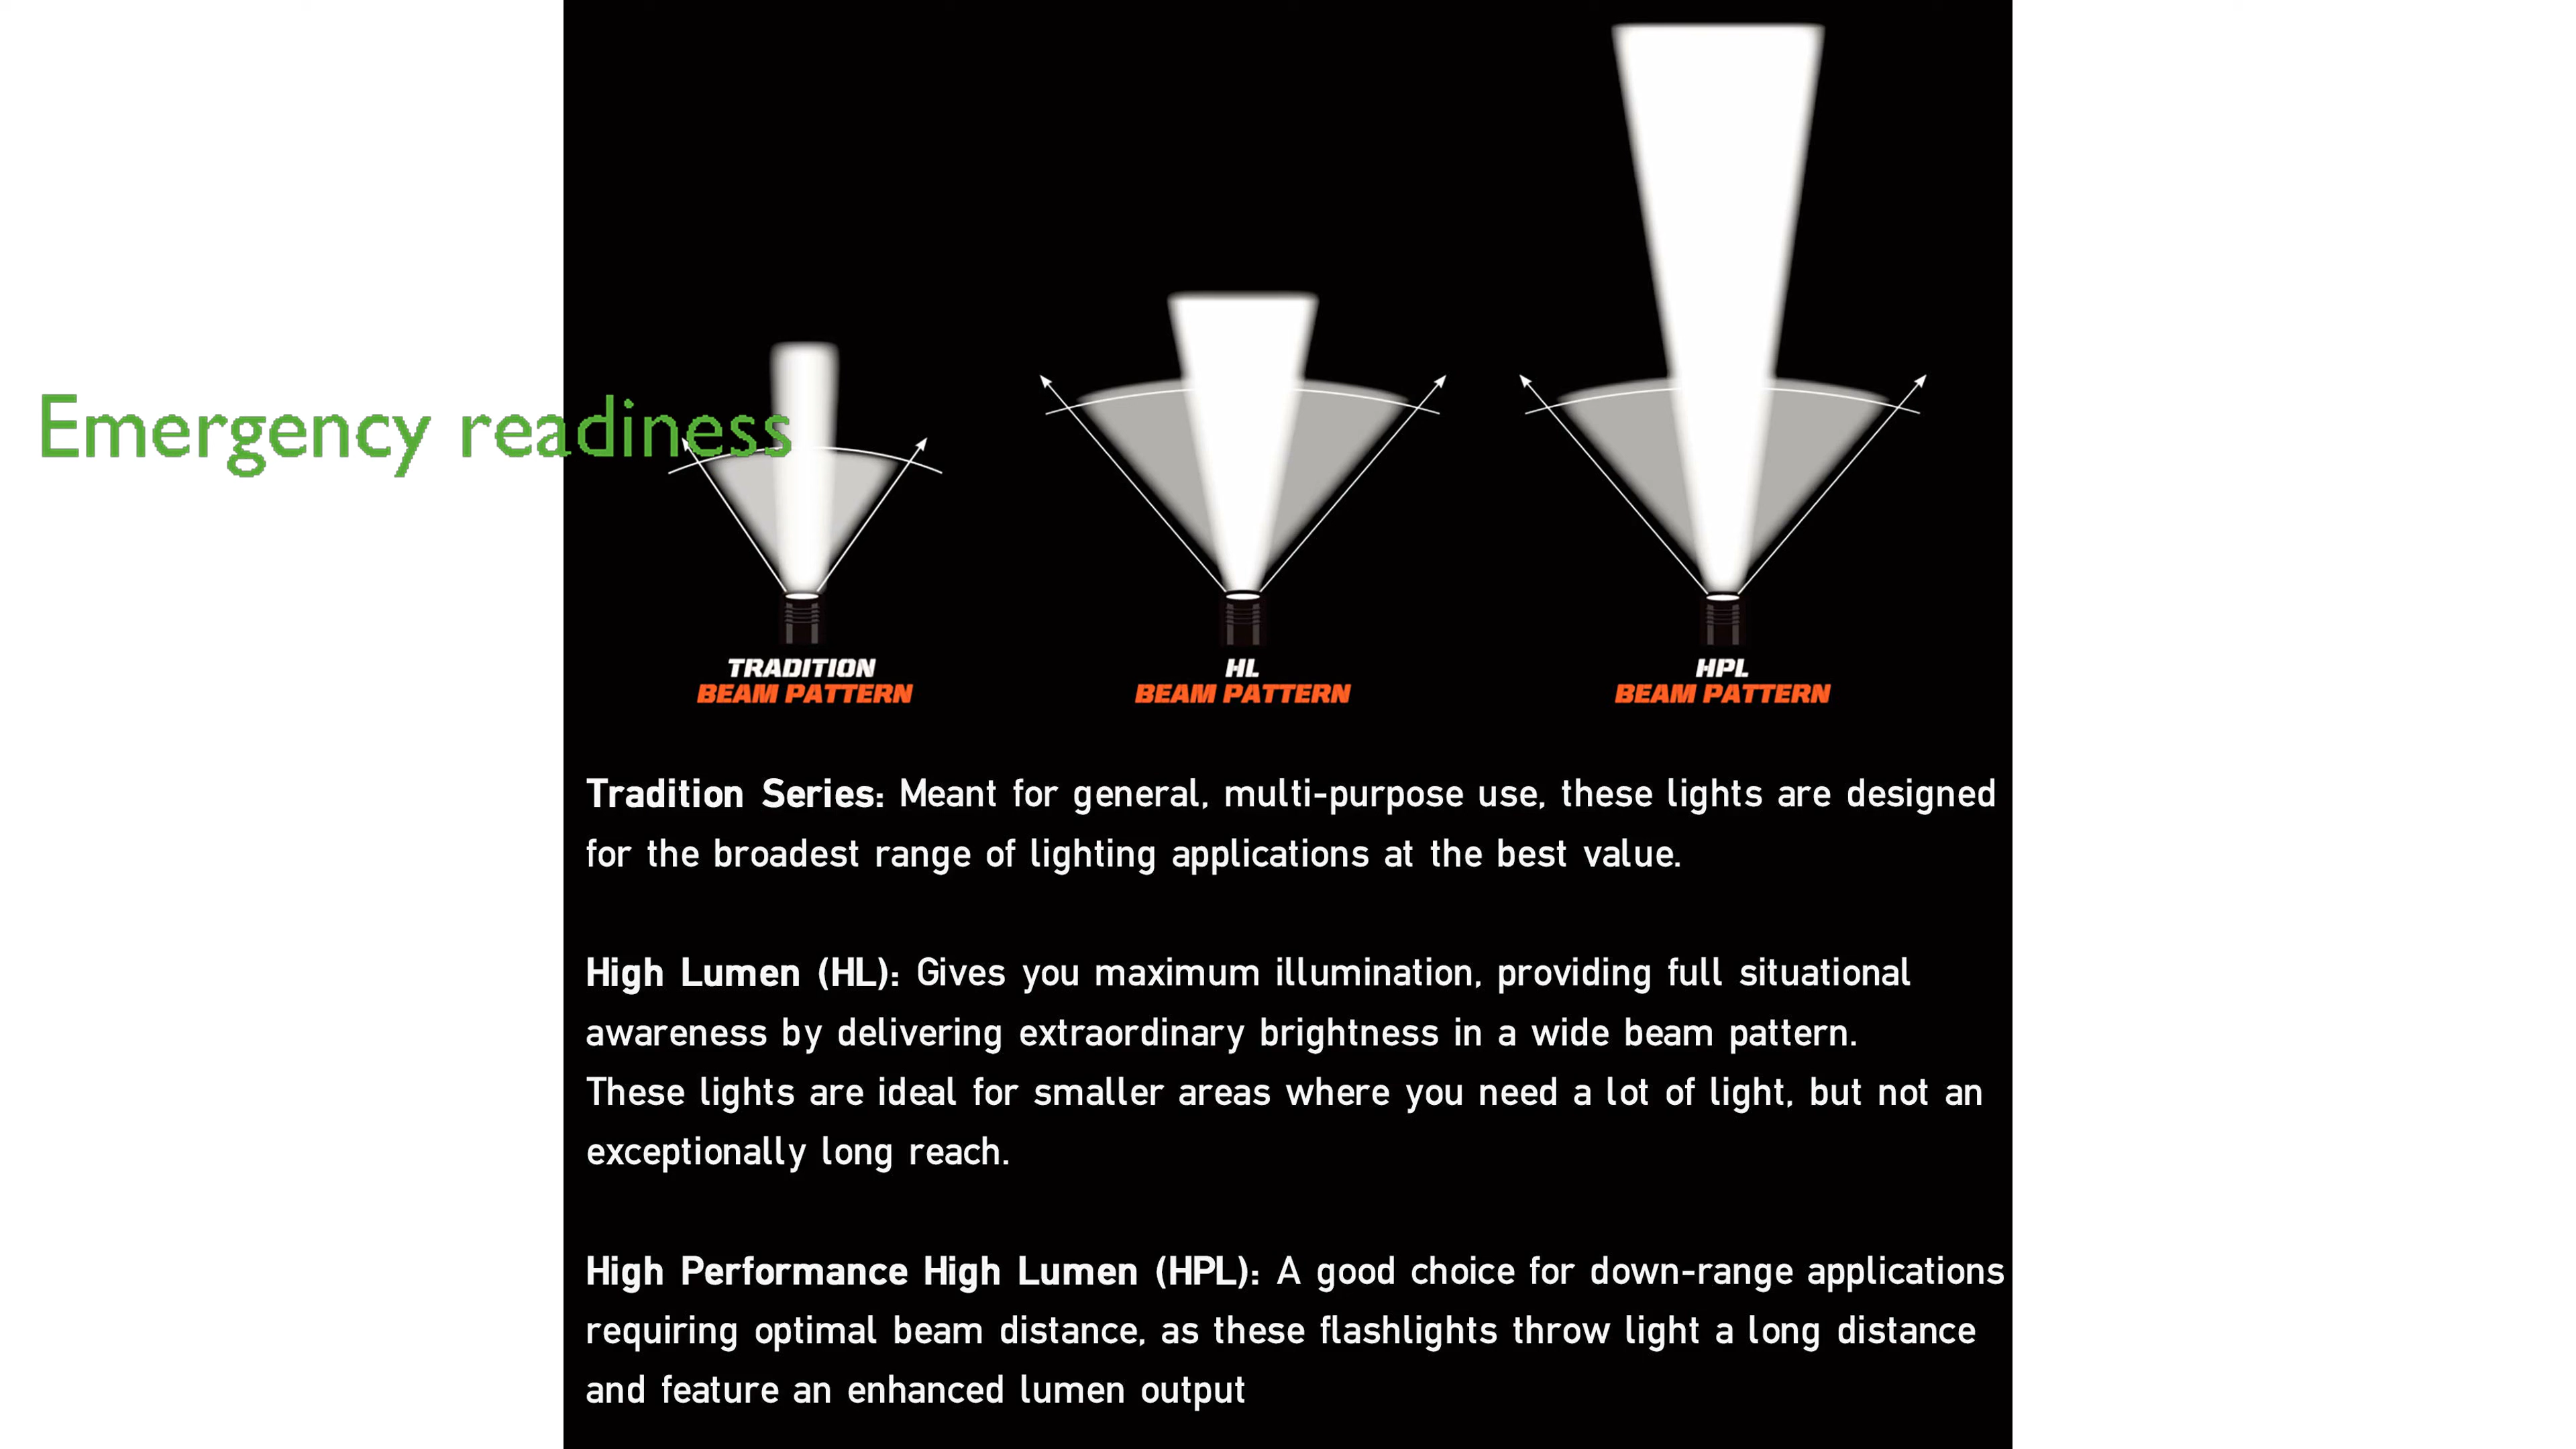 Emergency readiness
TRADITION
BEAM PATTERN
HL
BEAM PATTERN
HPL
BEAM PATTERN
Tradition Series: Meant for general, multi-purpose use, these lights are designed
for the broadest range of lighting applications at the best value.
High Lumen (HL): Gives you maximum illumination, providing full situational
awareness by delivering extraordinary brightness in a wide beam pattern.
These lights are ideal for smaller areas where you need a lot of light, but not an
exceptionally long reach.
High Performance High Lumen (HPL): A good choice for down-range applications
requiring optimal beam distance, as these flashlights throw light a long distance
and feature an enhanced lumen output